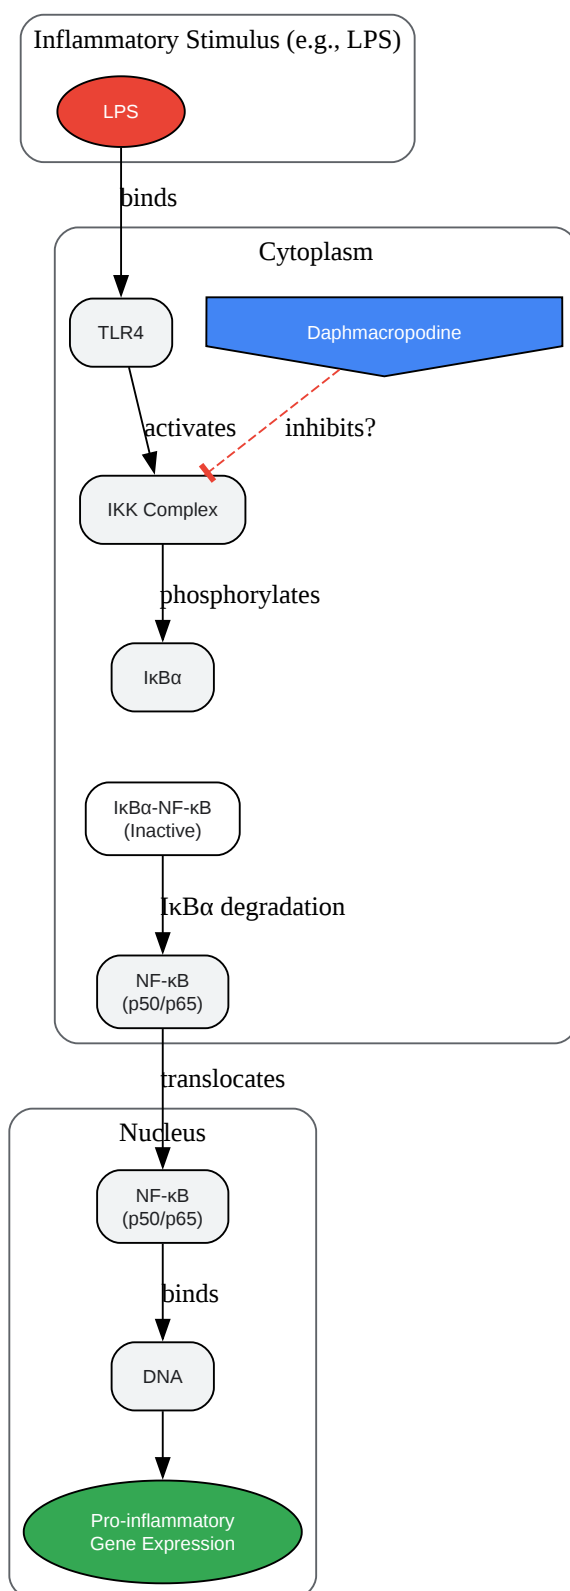 Inflammatory Stimulus (e.g., LPS)
LPS
binds
Cytoplasm
TLR4
Daphmacropodine
activates
inhibits?
IKK Complex
phosphorylates
IκBα
IκBα-NF-κB
(Inactive)
IκBα degradation
NF-κB
(p50/p65)
translocates
Nucleus
NF-κB
(p50/p65)
binds
DNA
Pro-inflammatory
Gene Expression